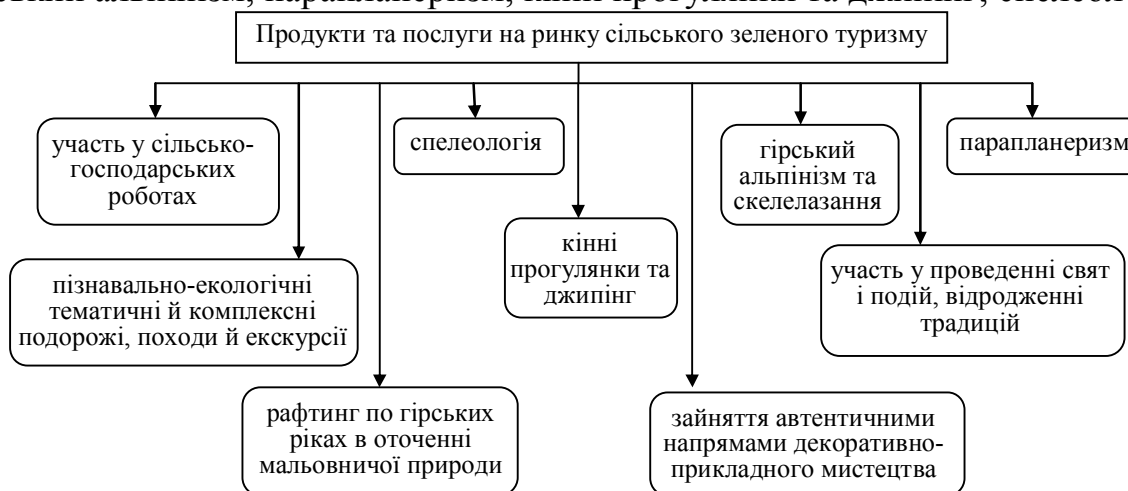 Продукти та послуги на ринку сільського зеленого туризму
участь у сільсько-
господарських
роботах
спелеологія
гірський
альпінізм та
скелелазання
парапланеризм
кінні
прогулянки та
джипінг
пізнавально-екологічні
тематичні й комплексні
подорожі, походи й екскурсії
участь у проведенні свят
і подій, відродженні
традицій
рафтинг по гірських
ріках в оточенні
мальовничої природи
зайняття автентичними
напрямами декоративно-
прикладного мистецтва